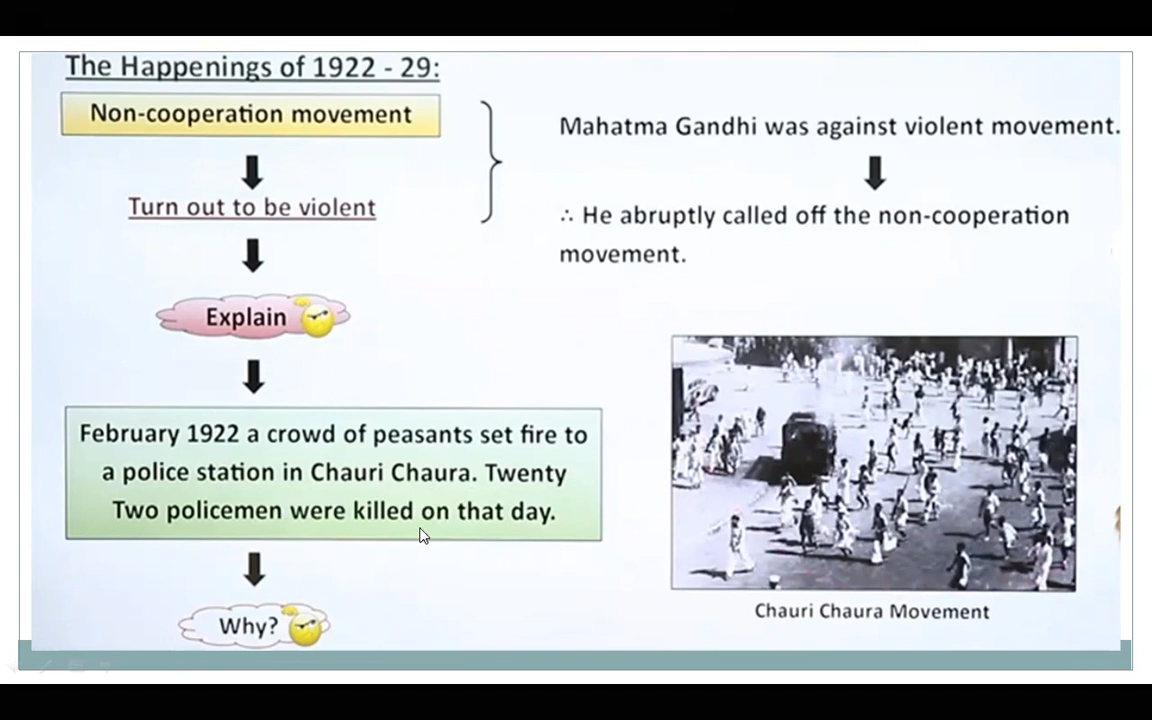 The Happenings of 1922 - 29:
Non-cooperation movement
Turn out to be violent
Explain
February 1922 a crowd of peasants set fire to
a police station in Chauri Chaura. Twenty
Two policemen were killed on that day.
Why?
Mahatma Gandhi was against violent movement.
∴ He abruptly called off the non-cooperation
movement.
Chauri Chaura Movement